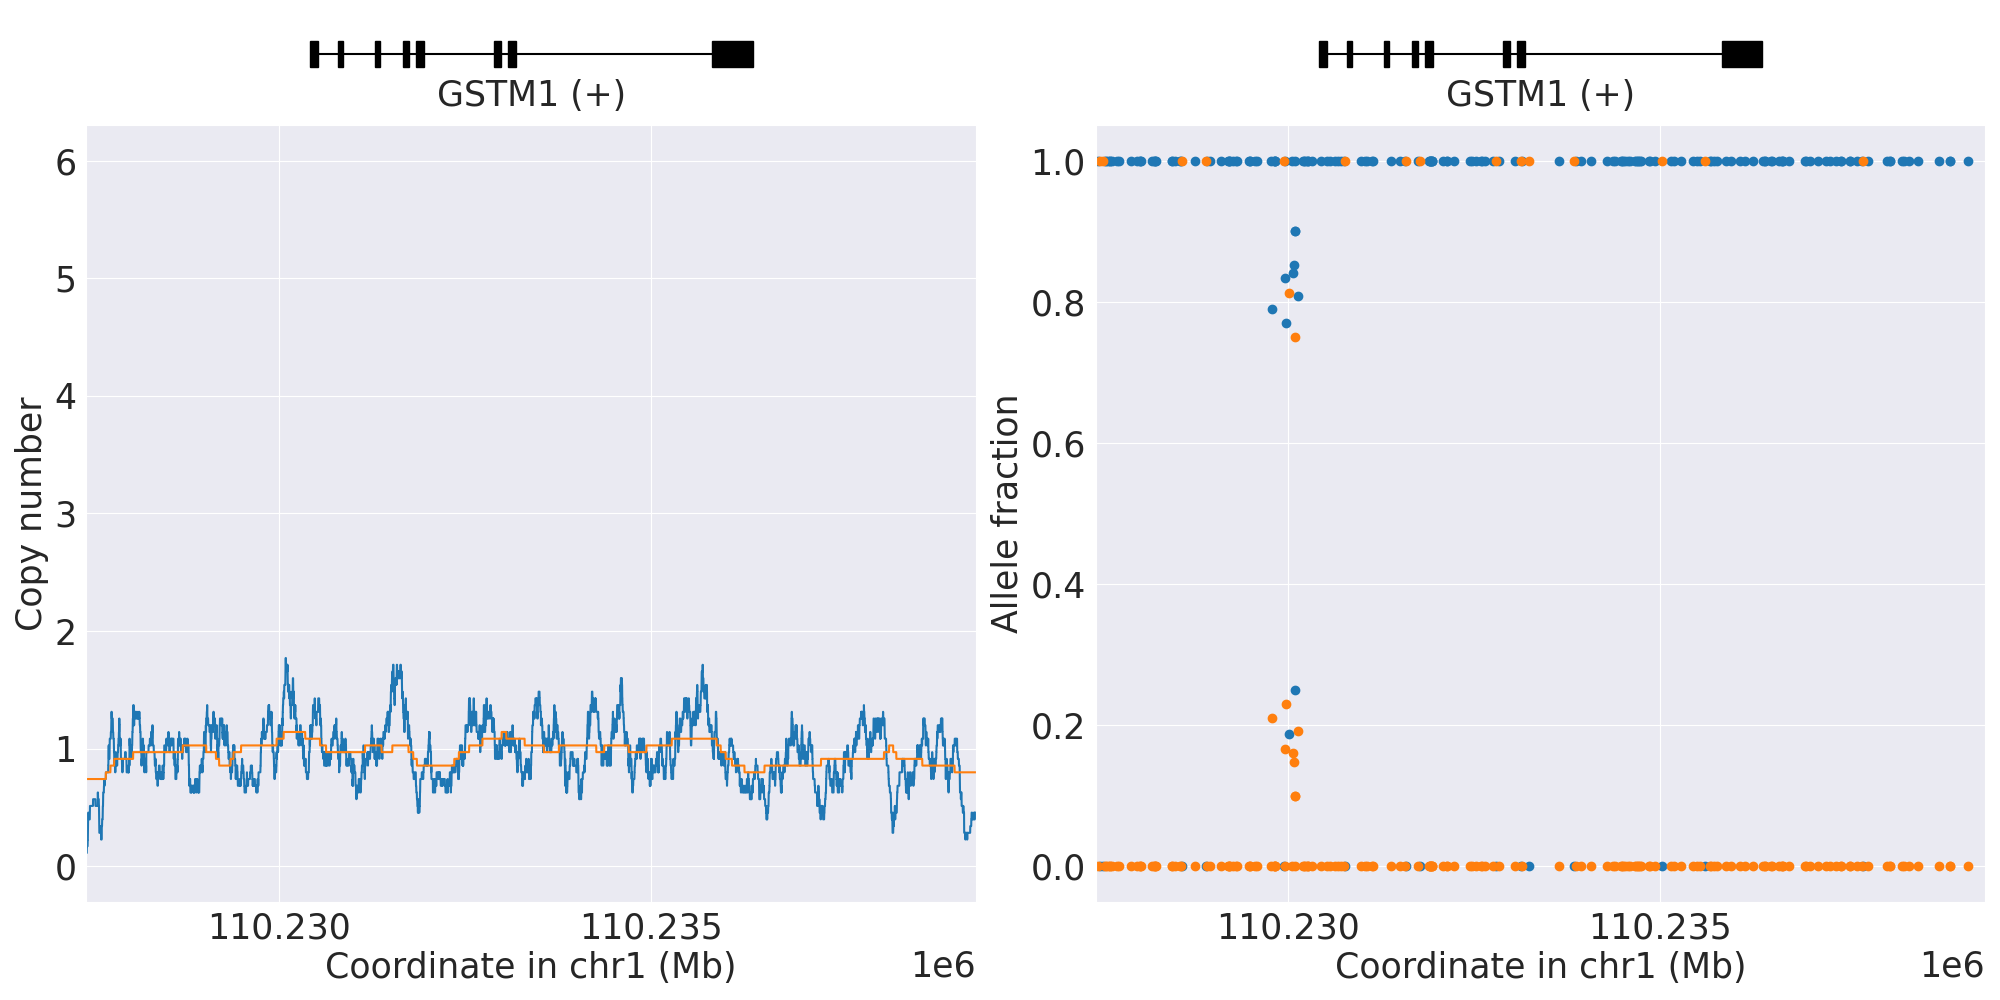 GSTM1 (+)
6
5
4
3
2
1
0
Copy number
110.230
110.235
Coordinate in chr1 (Mb)
1e6
GSTM1 (+)
1.0
0.8
0.6
0.4
0.2
0.0
Allele fraction
110.230
110.235
Coordinate in chr1 (Mb)
1e6